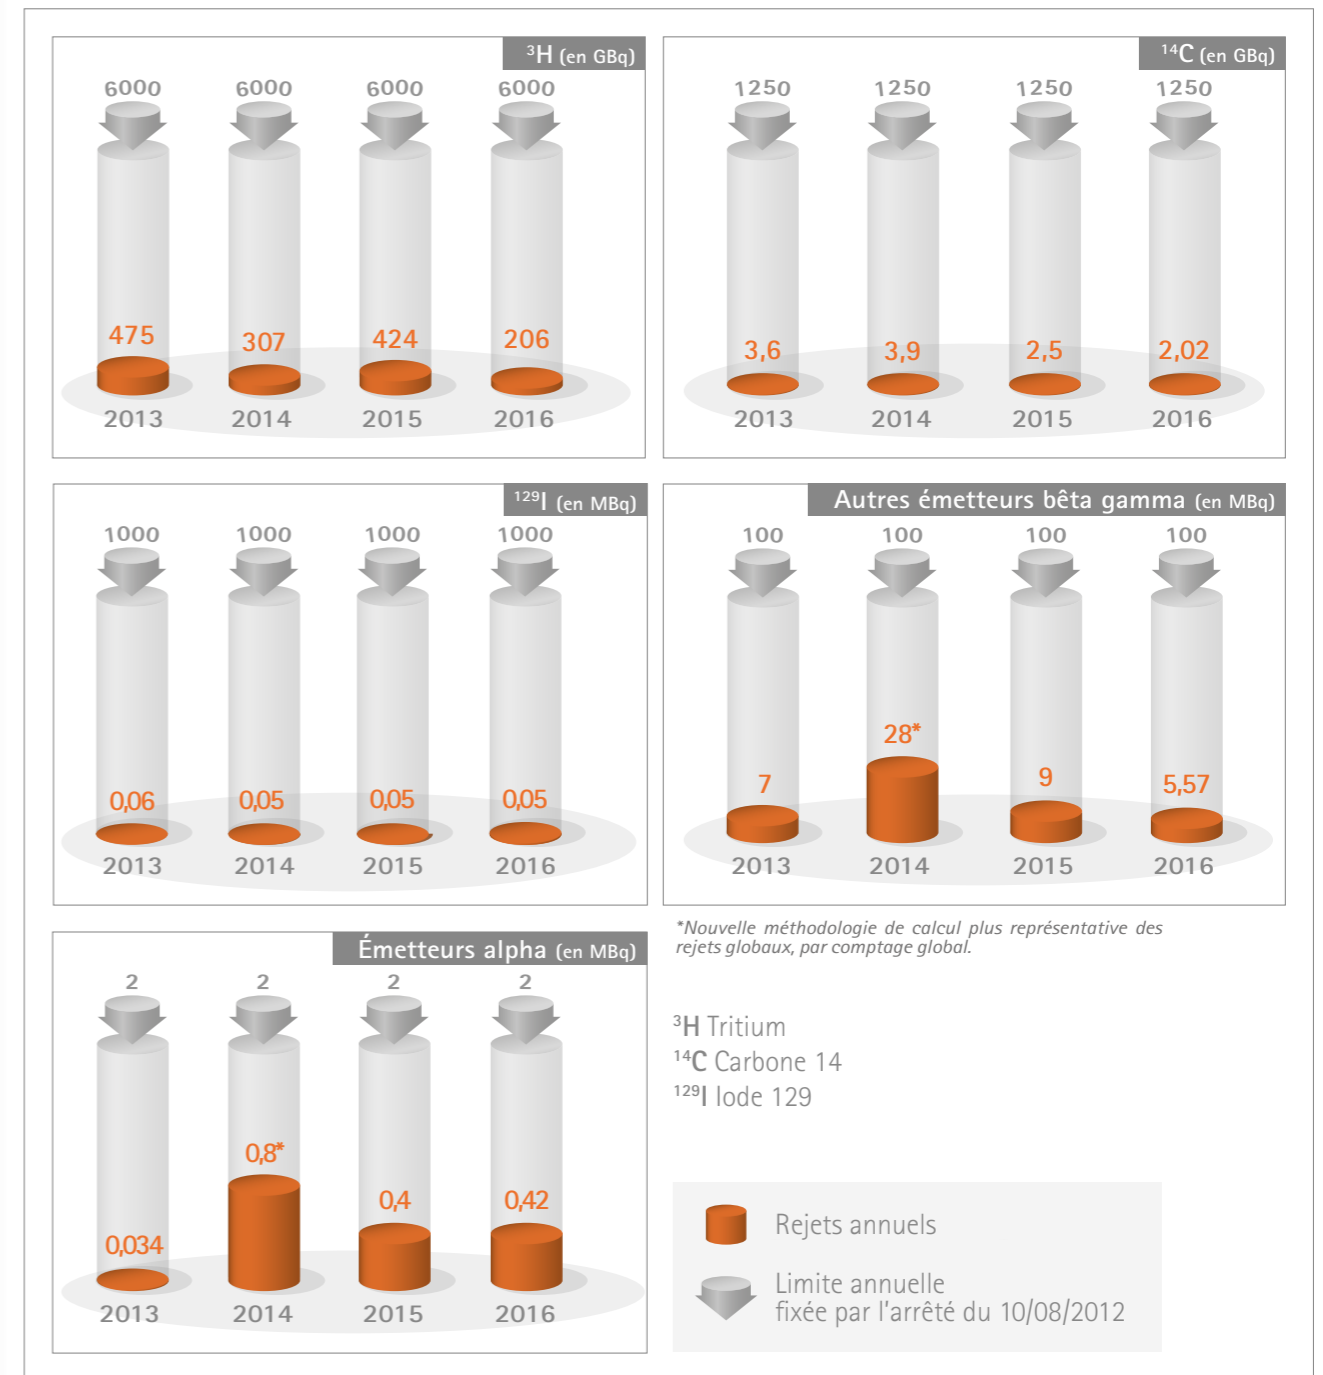 ³H (en GBq)
6000 6000 6000 6000
475 307 424 206
2013 2014 2015 2016
¹⁴C (en GBq)
1250 1250 1250 1250
3,6 3,9 2,5 2,02
2013 2014 2015 2016
¹²⁹I (en MBq)
1000 1000 1000 1000
0,06 0,05 0,05 0,05
2013 2014 2015 2016
Autres émetteurs bêta gamma (en MBq)
100 100 100 100
7 28* 9 5,57
2013 2014 2015 2016
*Nouvelle méthodologie de calcul plus représentative des
rejets globaux, par comptage global.
Émetteurs alpha (en MBq)
2 2 2 2
0,034 0,8* 0,4 0,42
2013 2014 2015 2016
³H Tritium
¹⁴C Carbone 14
¹²⁹I Iode 129
Rejets annuels
Limite annuelle
fixée par l'arrêté du 10/08/2012